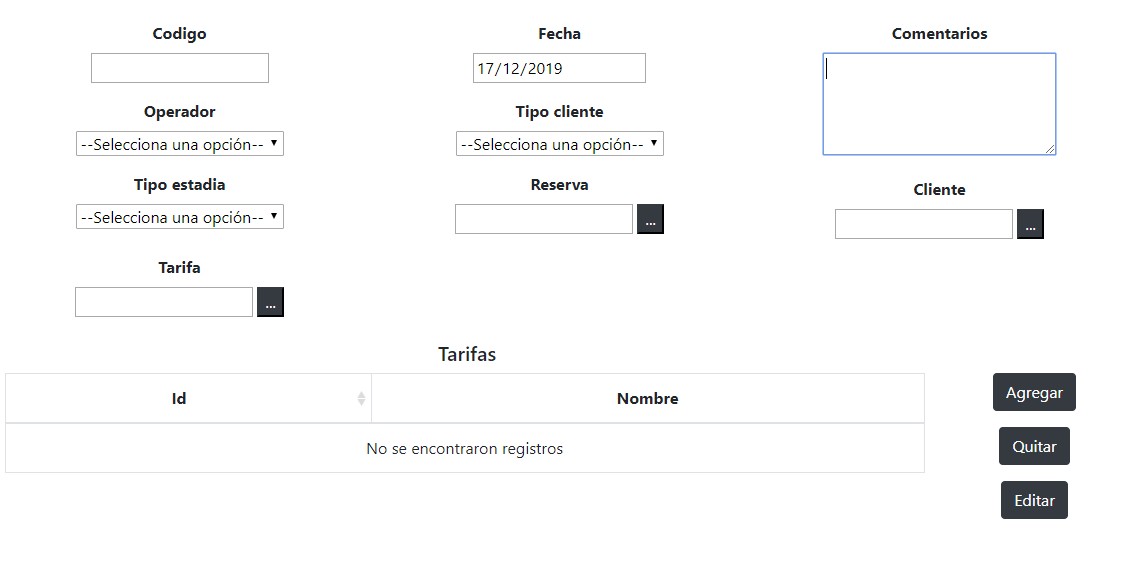 Codigo Fecha Comentarios
17/12/2019
Operador Tipo cliente
--Selecciona una opción-- --Selecciona una opción--
Tipo estadia Reserva Cliente
--Selecciona una opción-- ... ...
Tarifa
...
Tarifas
Id Nombre
No se encontraron registros
Agregar
Quitar
Editar